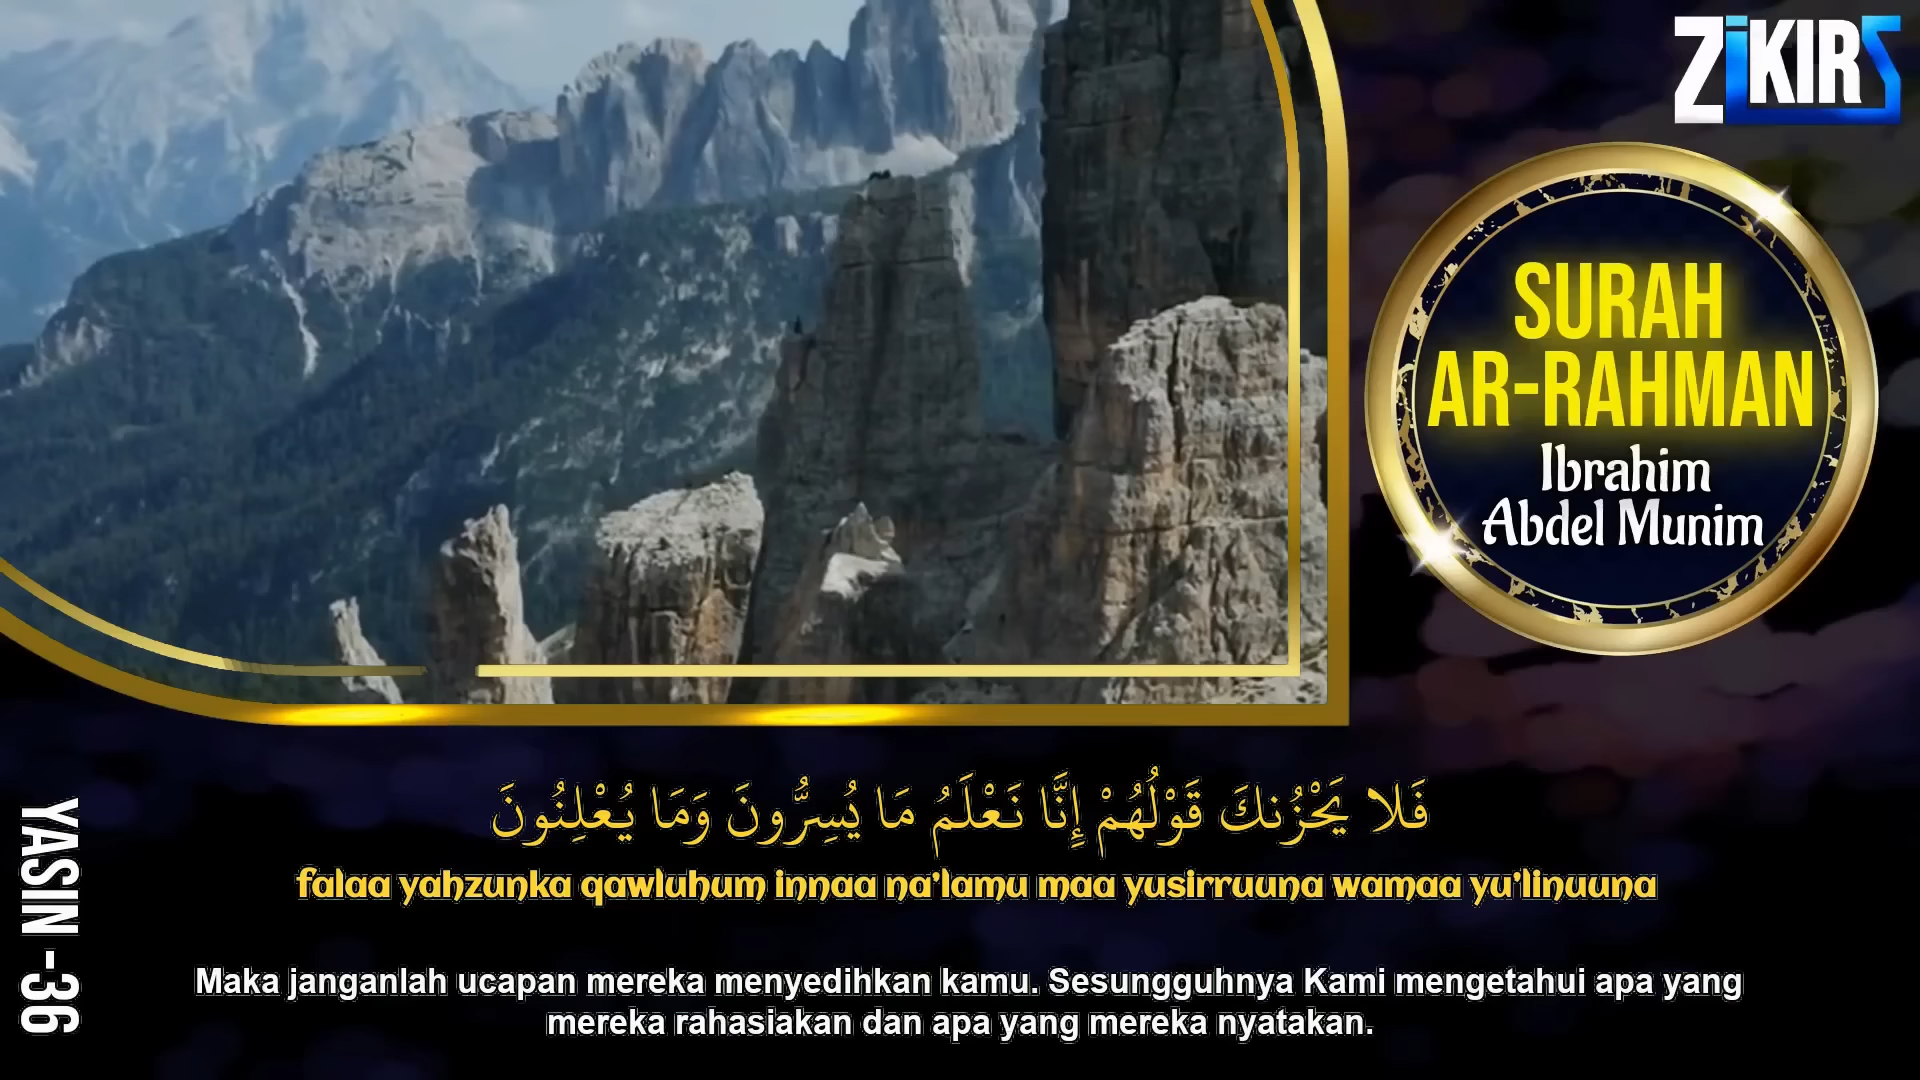 ZiKIRS
SURAH
AR-RAHMAN
Ibrahim
Abdel Munim
فَلا يَحْزُنكَ قَوْلُهُمْ إِنَّا نَعْلَمُ مَا يُسِرُّونَ وَمَا يُعْلِنُونَ
falaa yahzunka qawluhum innaa na'lamu maa yusirruuna wamaa yu'linuuna
Maka janganlah ucapan mereka menyedihkan kamu. Sesungguhnya Kami mengetahui apa yang
mereka rahasiakan dan apa yang mereka nyatakan.
YASIN -36